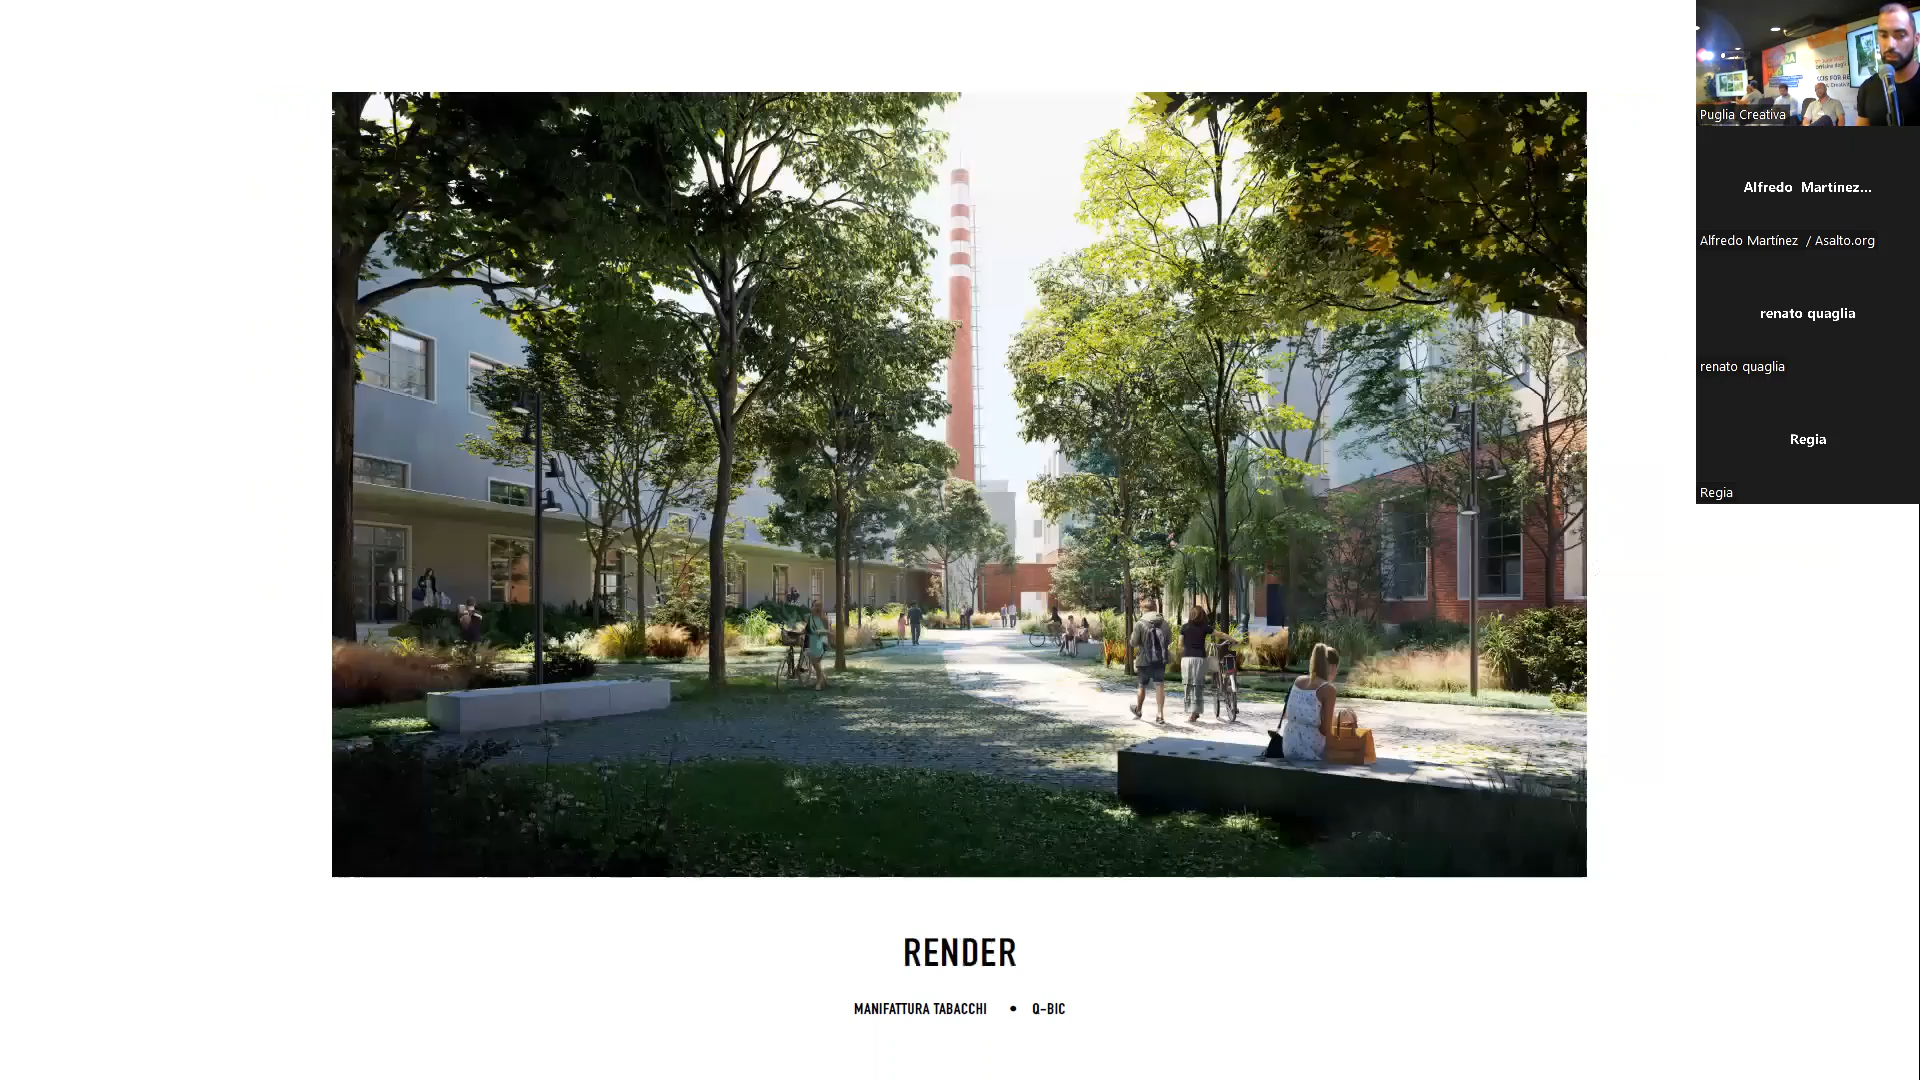 Puglia Creativa
Alfredo Martínez...
Alfredo Martínez / Asalto.org
renato quaglia
renato quaglia
Regia
Regia
RENDER
MANIFATTURA TABACCHI • Q-BIC